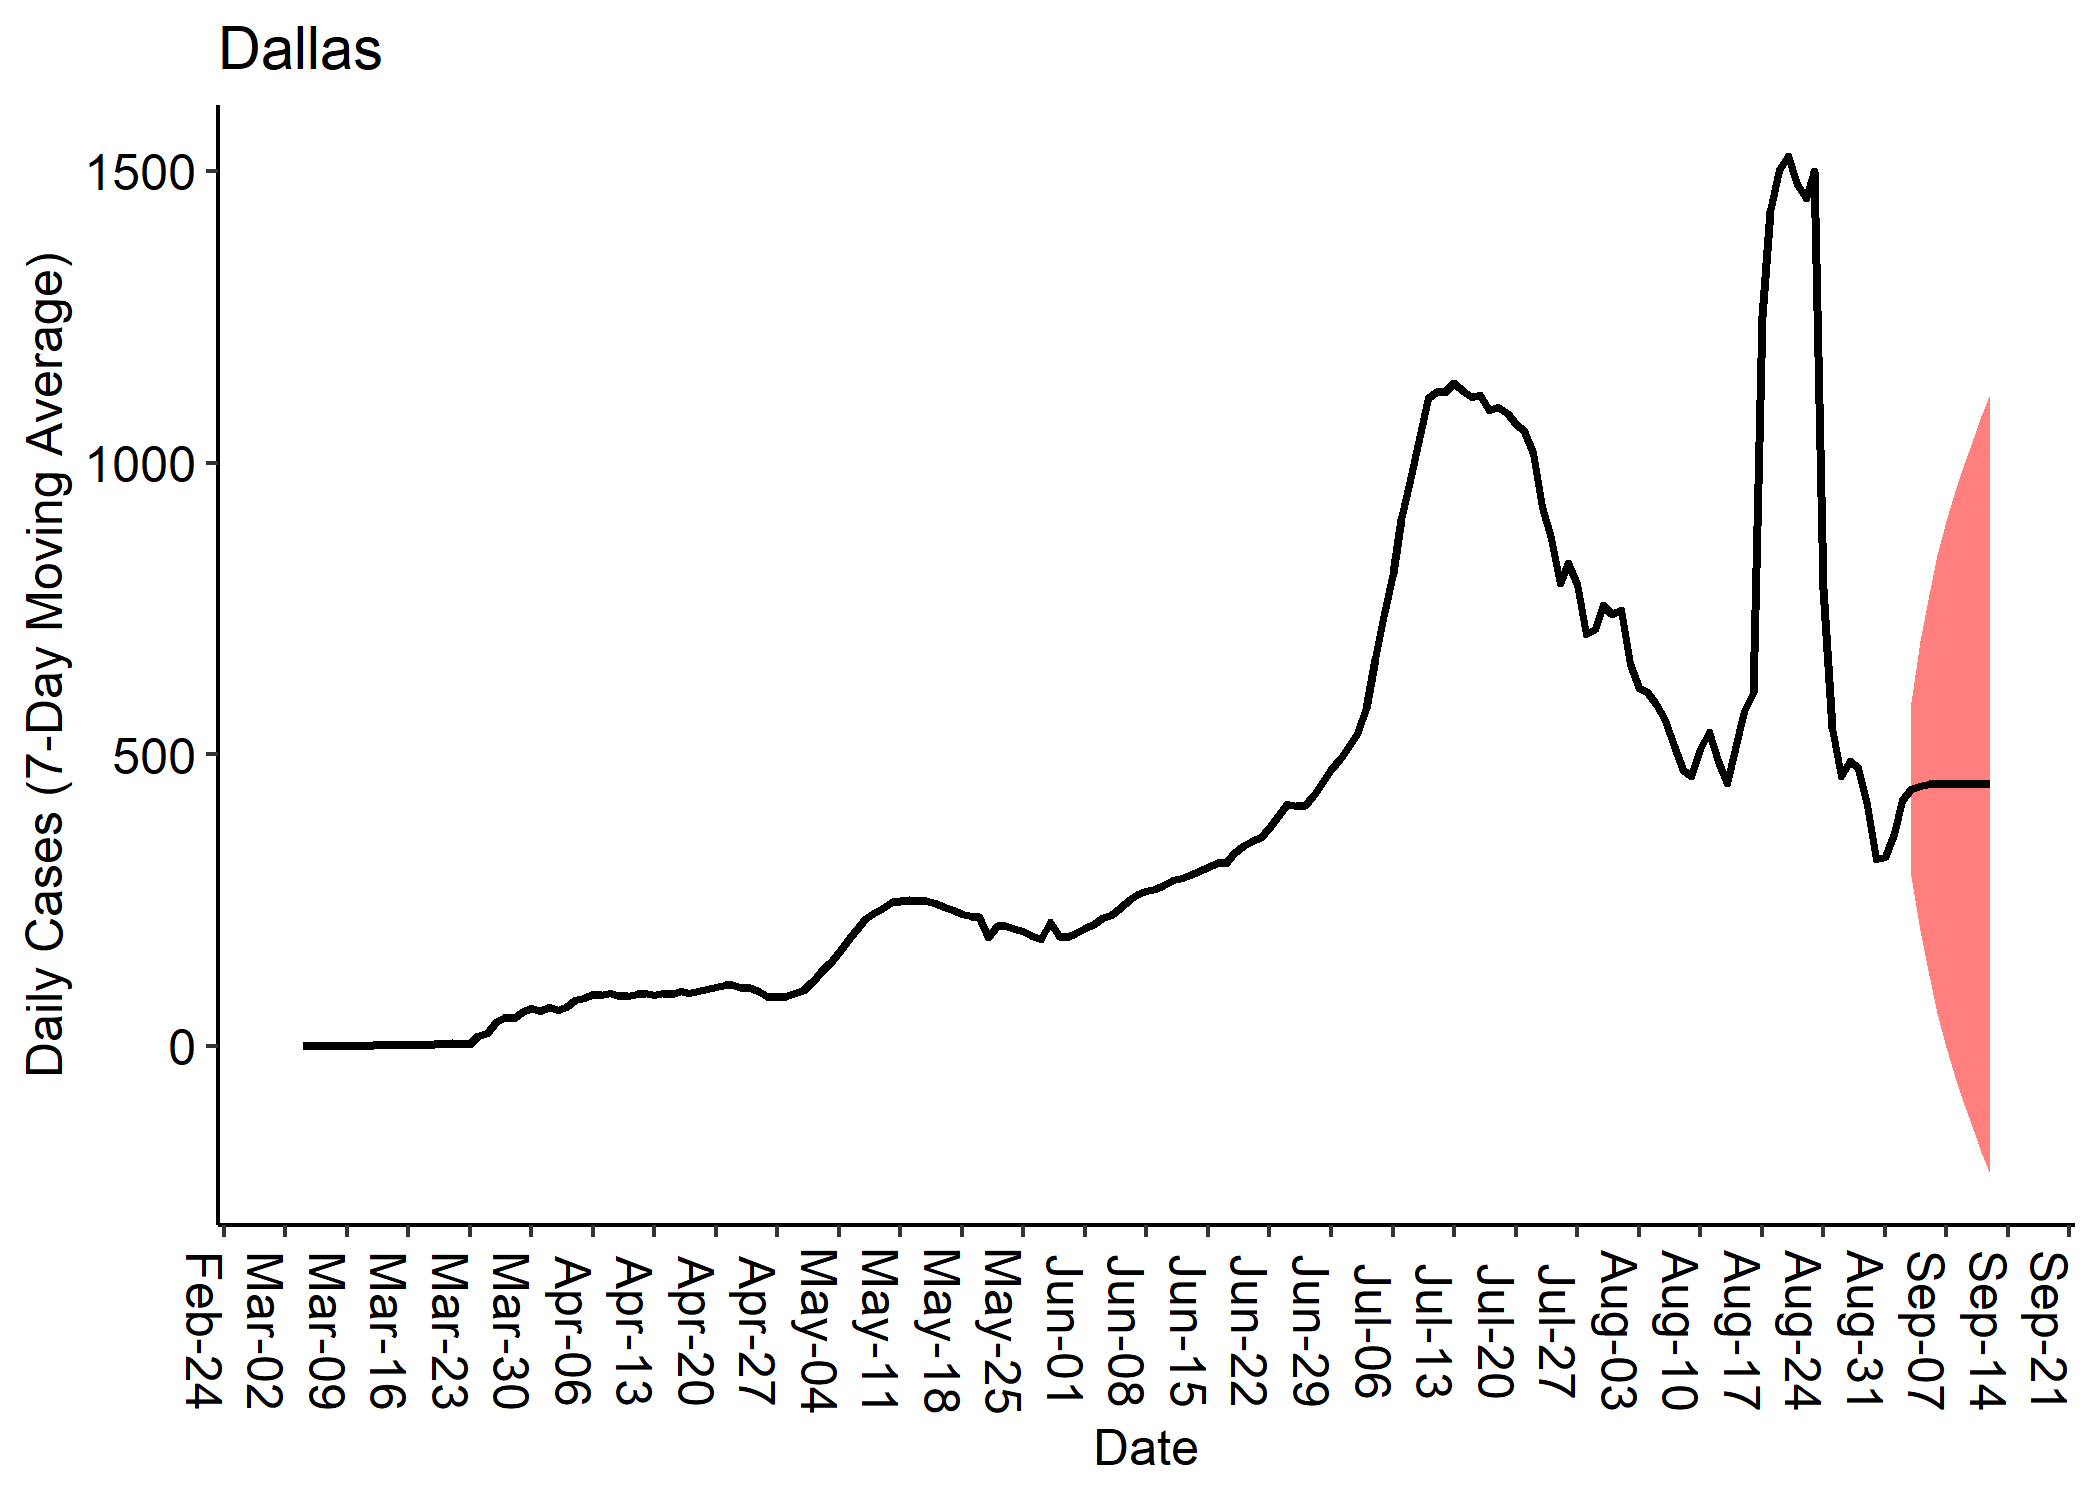 Dallas
Daily Cases (7-Day Moving Average)
1500
1000
500
0
Feb-24
Mar-02
Mar-09
Mar-16
Mar-23
Mar-30
Apr-06
Apr-13
Apr-20
Apr-27
May-04
May-11
May-18
May-25
Jun-01
Jun-08
Jun-15
Jun-22
Jun-29
Jul-06
Jul-13
Jul-20
Jul-27
Aug-03
Aug-10
Aug-17
Aug-24
Aug-31
Sep-07
Sep-14
Sep-21
Date